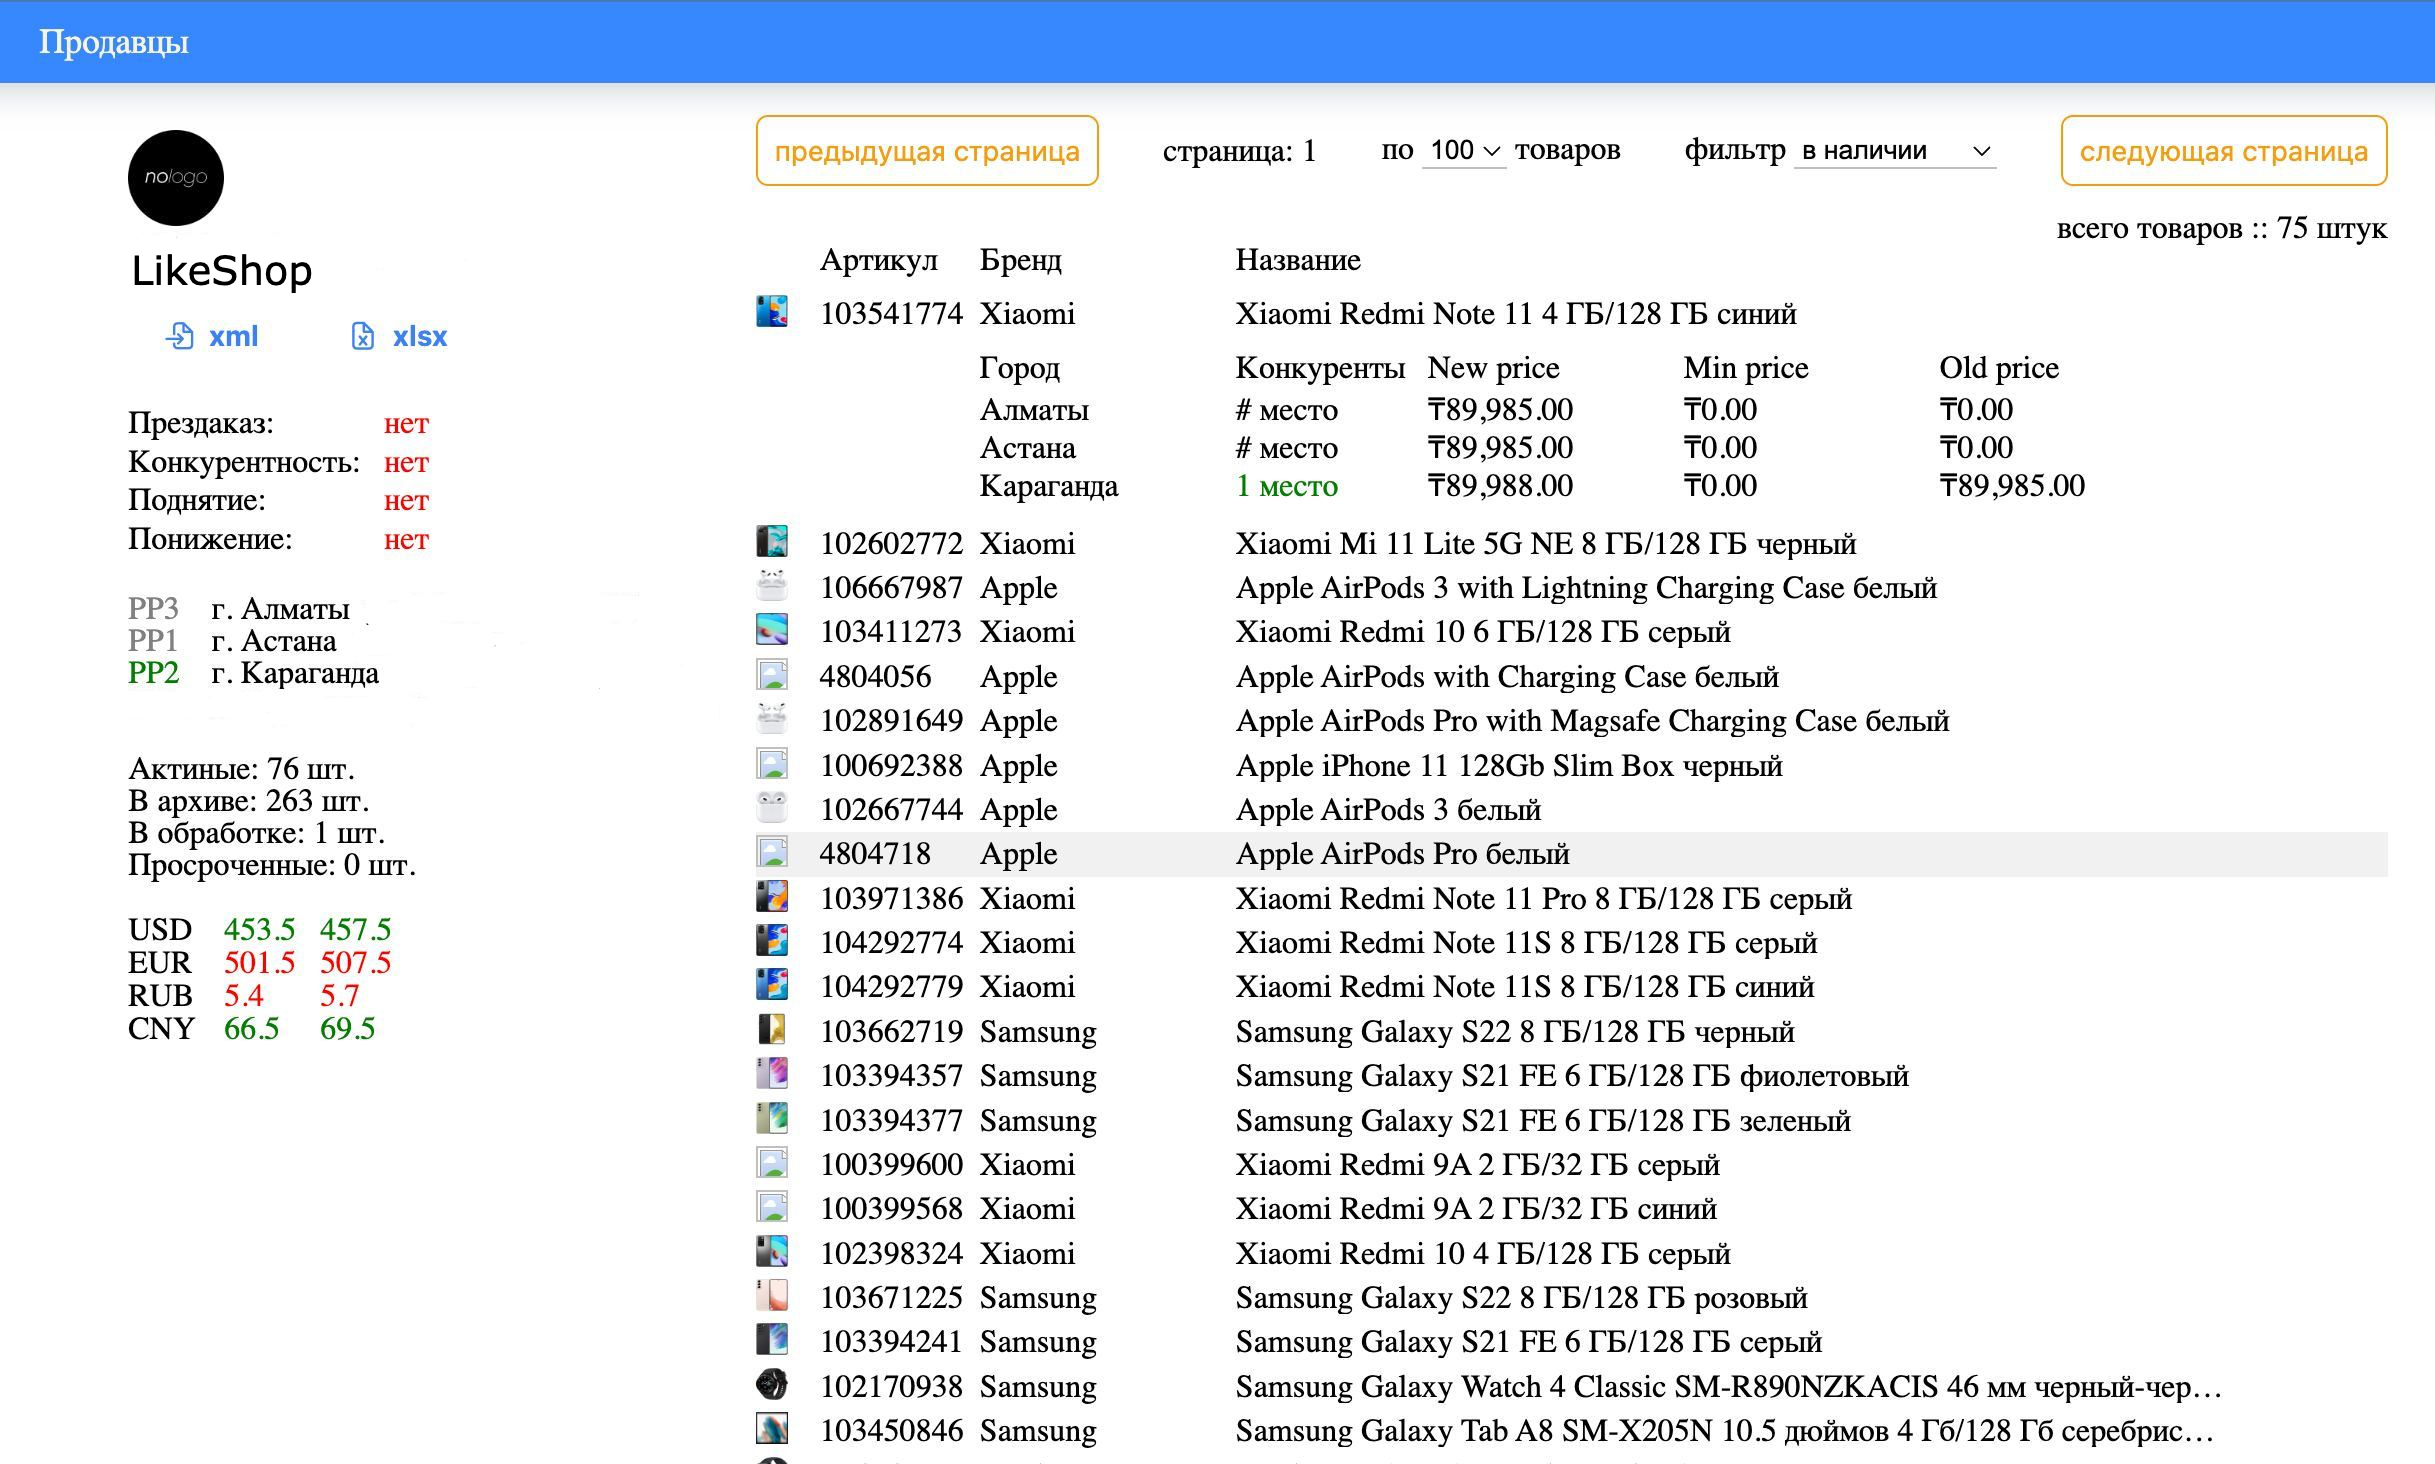 Продавцы
nologo
LikeShop
xml xlsx
Прездаказ: нет
Конкурентность: нет
Поднятие: нет
Понижение: нет
PP3 г. Алматы
PP1 г. Астана
PP2 г. Караганда
Актиные: 76 шт.
В архиве: 263 шт.
В обработке: 1 шт.
Просроченные: 0 шт.
USD 453.5 457.5
EUR 501.5 507.5
RUB 5.4 5.7
CNY 66.5 69.5
предыдущая страница страница: 1 по 100 товаров фильтр в наличии следующая страница
всего товаров :: 75 штук
Артикул Бренд Название
103541774 Xiaomi Xiaomi Redmi Note 11 4 ГБ/128 ГБ синий
Город Конкуренты New price Min price Old price
Алматы # место ₸89,985.00 ₸0.00 ₸0.00
Астана # место ₸89,985.00 ₸0.00 ₸0.00
Караганда 1 место ₸89,988.00 ₸0.00 ₸89,985.00
102602772 Xiaomi Xiaomi Mi 11 Lite 5G NE 8 ГБ/128 ГБ черный
106667987 Apple Apple AirPods 3 with Lightning Charging Case белый
103411273 Xiaomi Xiaomi Redmi 10 6 ГБ/128 ГБ серый
4804056 Apple Apple AirPods with Charging Case белый
102891649 Apple Apple AirPods Pro with Magsafe Charging Case белый
100692388 Apple Apple iPhone 11 128Gb Slim Box черный
102667744 Apple Apple AirPods 3 белый
4804718 Apple Apple AirPods Pro белый
103971386 Xiaomi Xiaomi Redmi Note 11 Pro 8 ГБ/128 ГБ серый
104292774 Xiaomi Xiaomi Redmi Note 11S 8 ГБ/128 ГБ серый
104292779 Xiaomi Xiaomi Redmi Note 11S 8 ГБ/128 ГБ синий
103662719 Samsung Samsung Galaxy S22 8 ГБ/128 ГБ черный
103394357 Samsung Samsung Galaxy S21 FE 6 ГБ/128 ГБ фиолетовый
103394377 Samsung Samsung Galaxy S21 FE 6 ГБ/128 ГБ зеленый
100399600 Xiaomi Xiaomi Redmi 9A 2 ГБ/32 ГБ серый
100399568 Xiaomi Xiaomi Redmi 9A 2 ГБ/32 ГБ синий
102398324 Xiaomi Xiaomi Redmi 10 4 ГБ/128 ГБ серый
103671225 Samsung Samsung Galaxy S22 8 ГБ/128 ГБ розовый
103394241 Samsung Samsung Galaxy S21 FE 6 ГБ/128 ГБ серый
102170938 Samsung Samsung Galaxy Watch 4 Classic SM-R890NZKACIS 46 мм черный-чер…
103450846 Samsung Samsung Galaxy Tab A8 SM-X205N 10.5 дюймов 4 Гб/128 Гб серебрис…